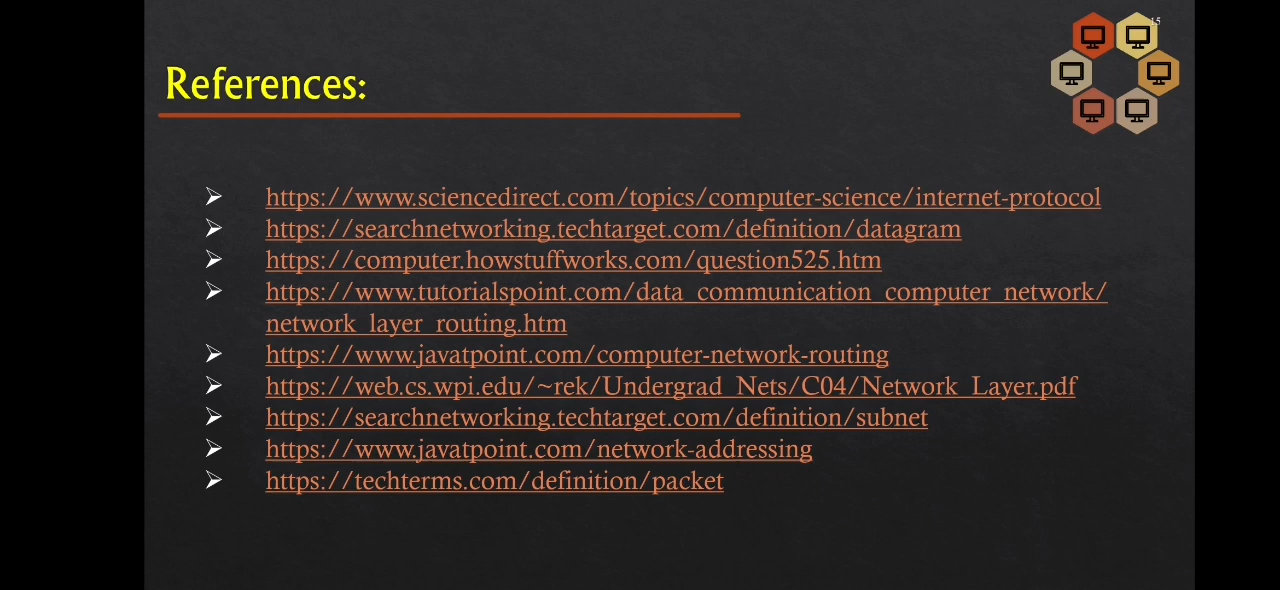 15
References:
➢ https://www.sciencedirect.com/topics/computer-science/internet-protocol
➢ https://searchnetworking.techtarget.com/definition/datagram
➢ https://computer.howstuffworks.com/question525.htm
➢ https://www.tutorialspoint.com/data_communication_computer_network/
network_layer_routing.htm
➢ https://www.javatpoint.com/computer-network-routing
➢ https://web.cs.wpi.edu/~rek/Undergrad_Nets/C04/Network_Layer.pdf
➢ https://searchnetworking.techtarget.com/definition/subnet
➢ https://www.javatpoint.com/network-addressing
➢ https://techterms.com/definition/packet